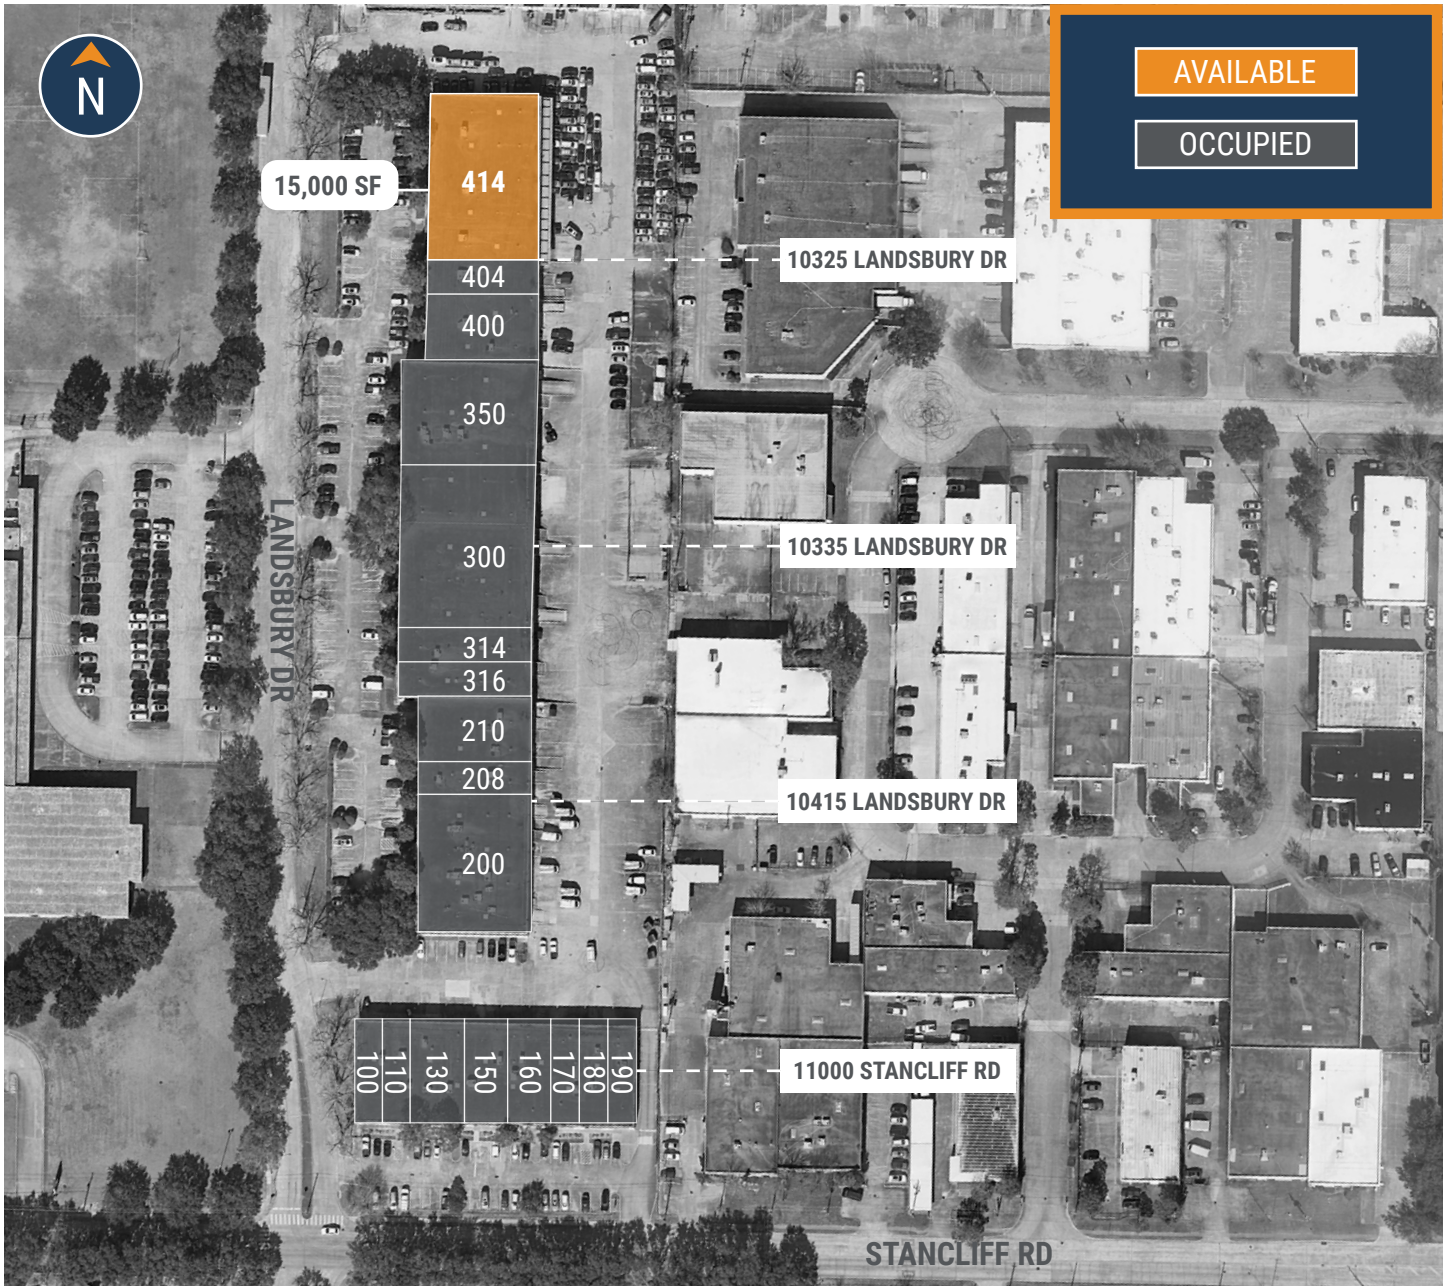 N
AVAILABLE
OCCUPIED
15,000 SF
414
10325 LANDSBURY DR
404
400
350
LANDSBURY DR
300
10335 LANDSBURY DR
314
316
210
208
10415 LANDSBURY DR
200
100
110
130
150
160
170
180
190
11000 STANCLIFF RD
STANCLIFF RD